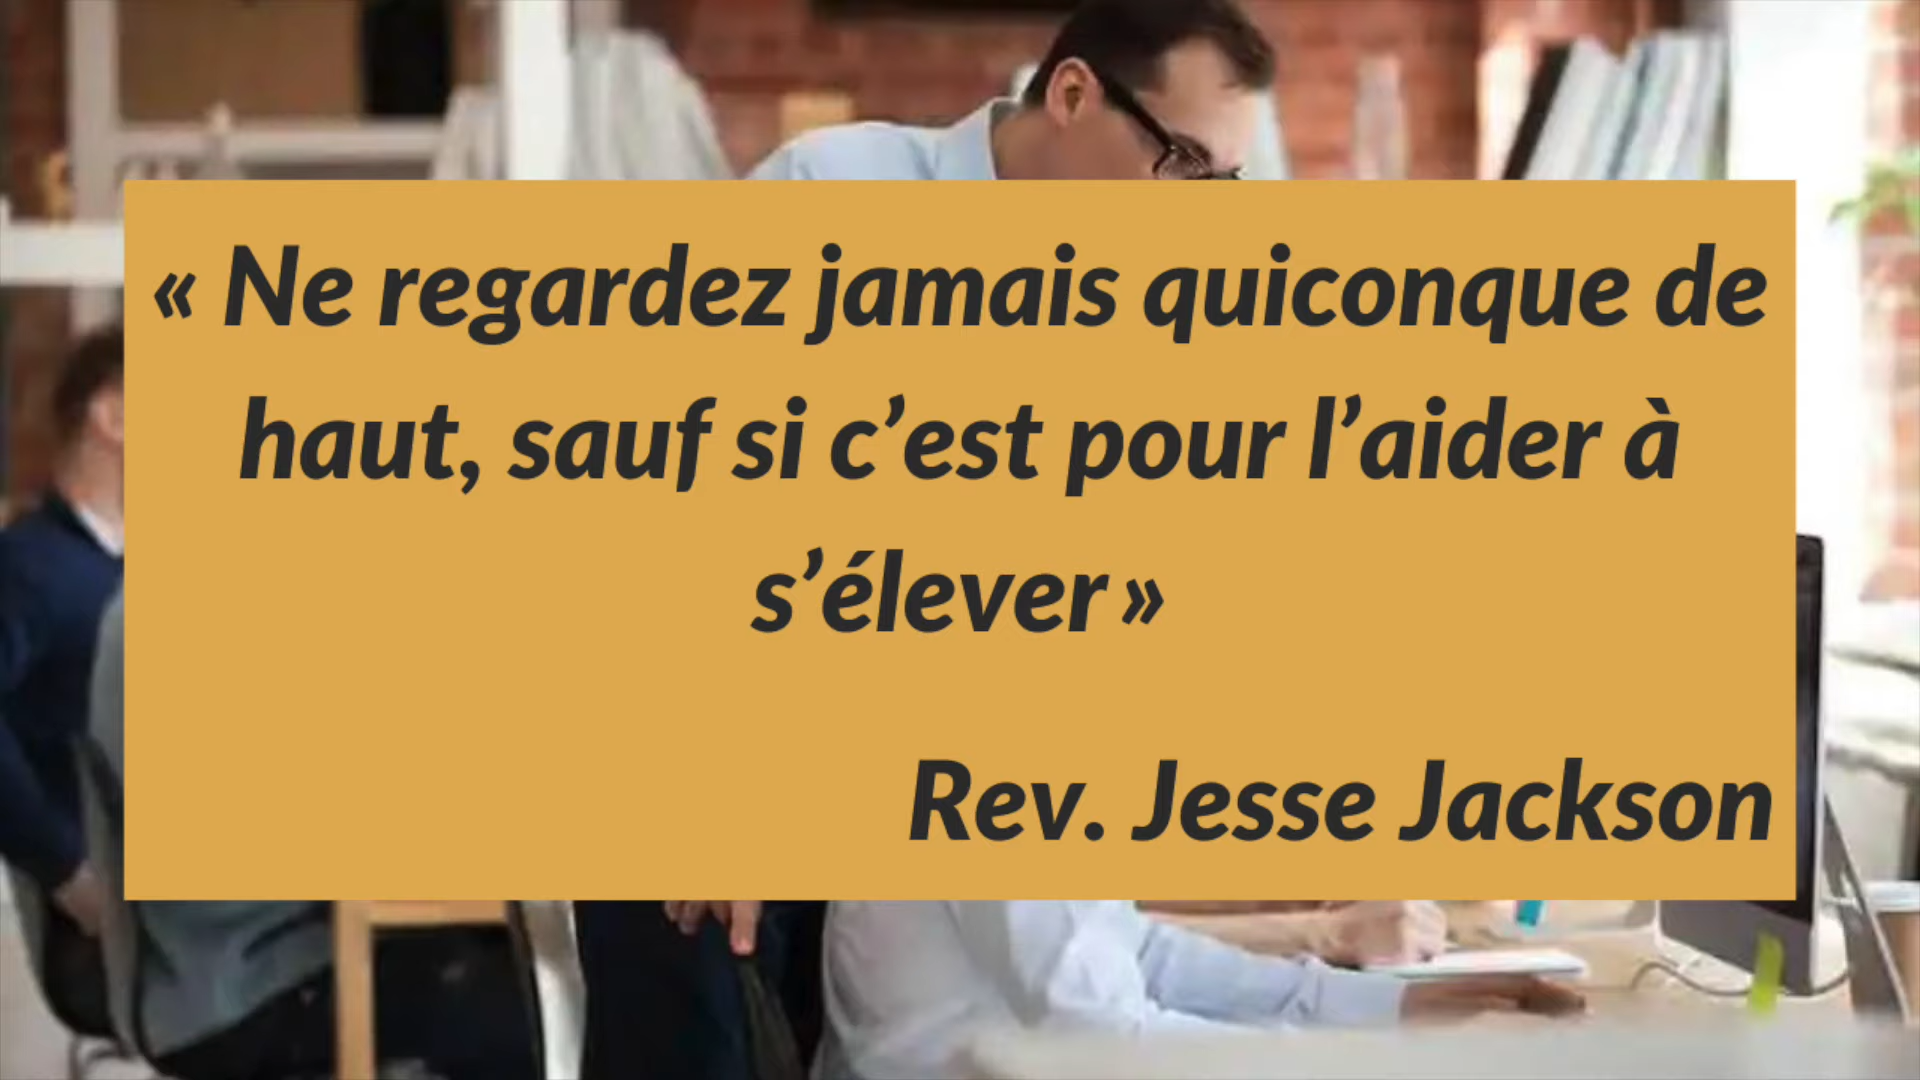 « Ne regardez jamais quiconque de
haut, sauf si c’est pour l’aider à
s’élever »
Rev. Jesse Jackson